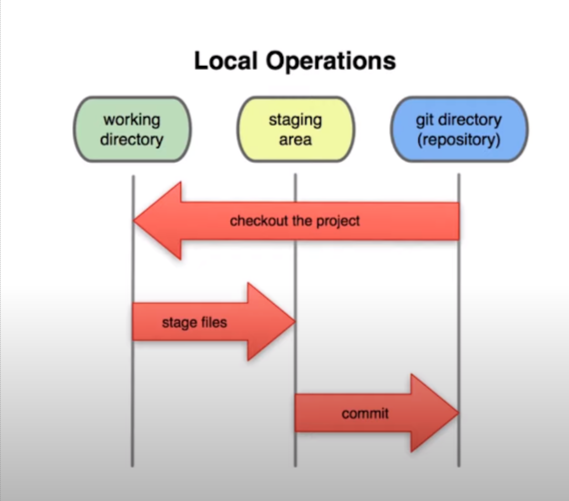 Local Operations
working
directory
staging
area
git directory
(repository)
checkout the project
stage files
commit